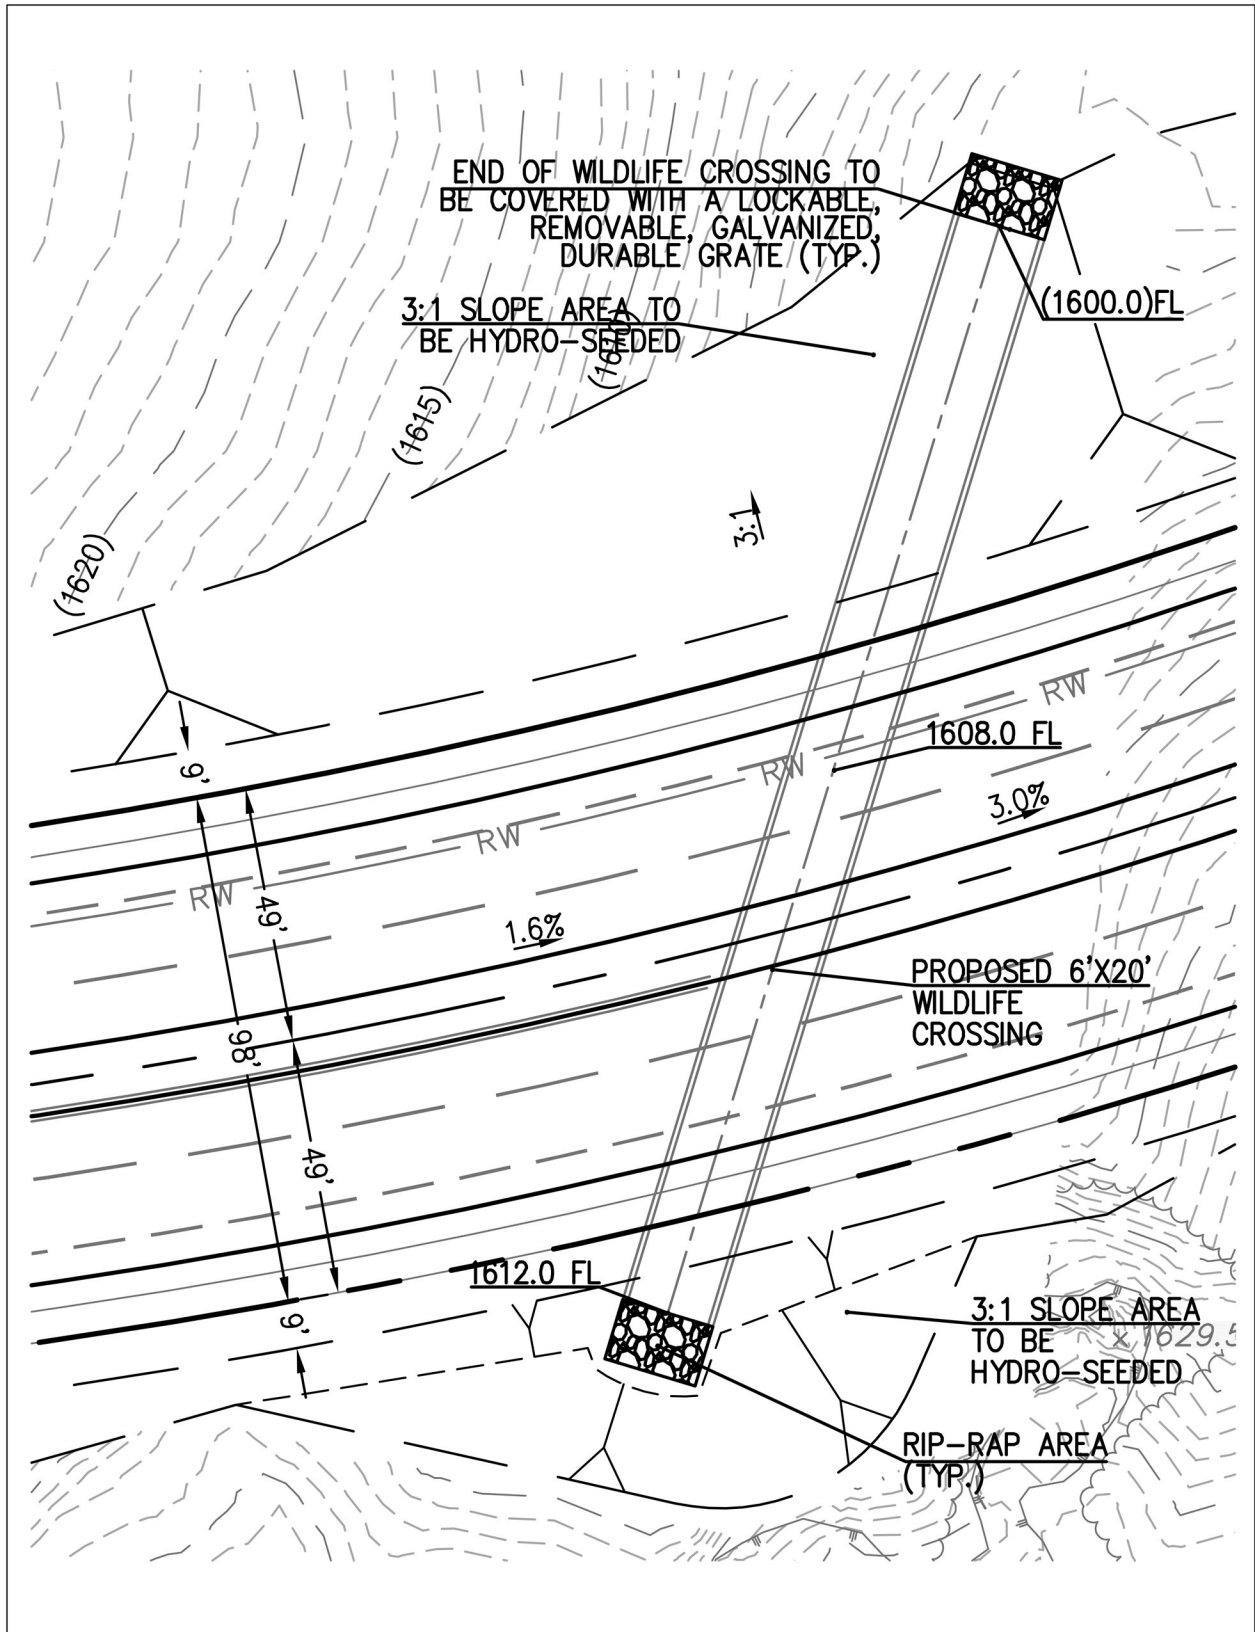 END OF WILDLIFE CROSSING TO
BE COVERED WITH A LOCKABLE,
REMOVABLE, GALVANIZED,
DURABLE GRATE (TYP.)
(1600.0)FL
3:1 SLOPE AREA TO
BE HYDRO-SEEDED
(1610)
(1615)
3:1
(1620)
RW
1608.0 FL
9'
RW
3.0%
RW
RW
49'
1.6%
PROPOSED 6'X20'
WILDLIFE
CROSSING
98'
49'
1612.0 FL
9'
3:1 SLOPE AREA
TO BE
HYDRO-SEEDED
x 1629.5
RIP-RAP AREA
(TYP.)